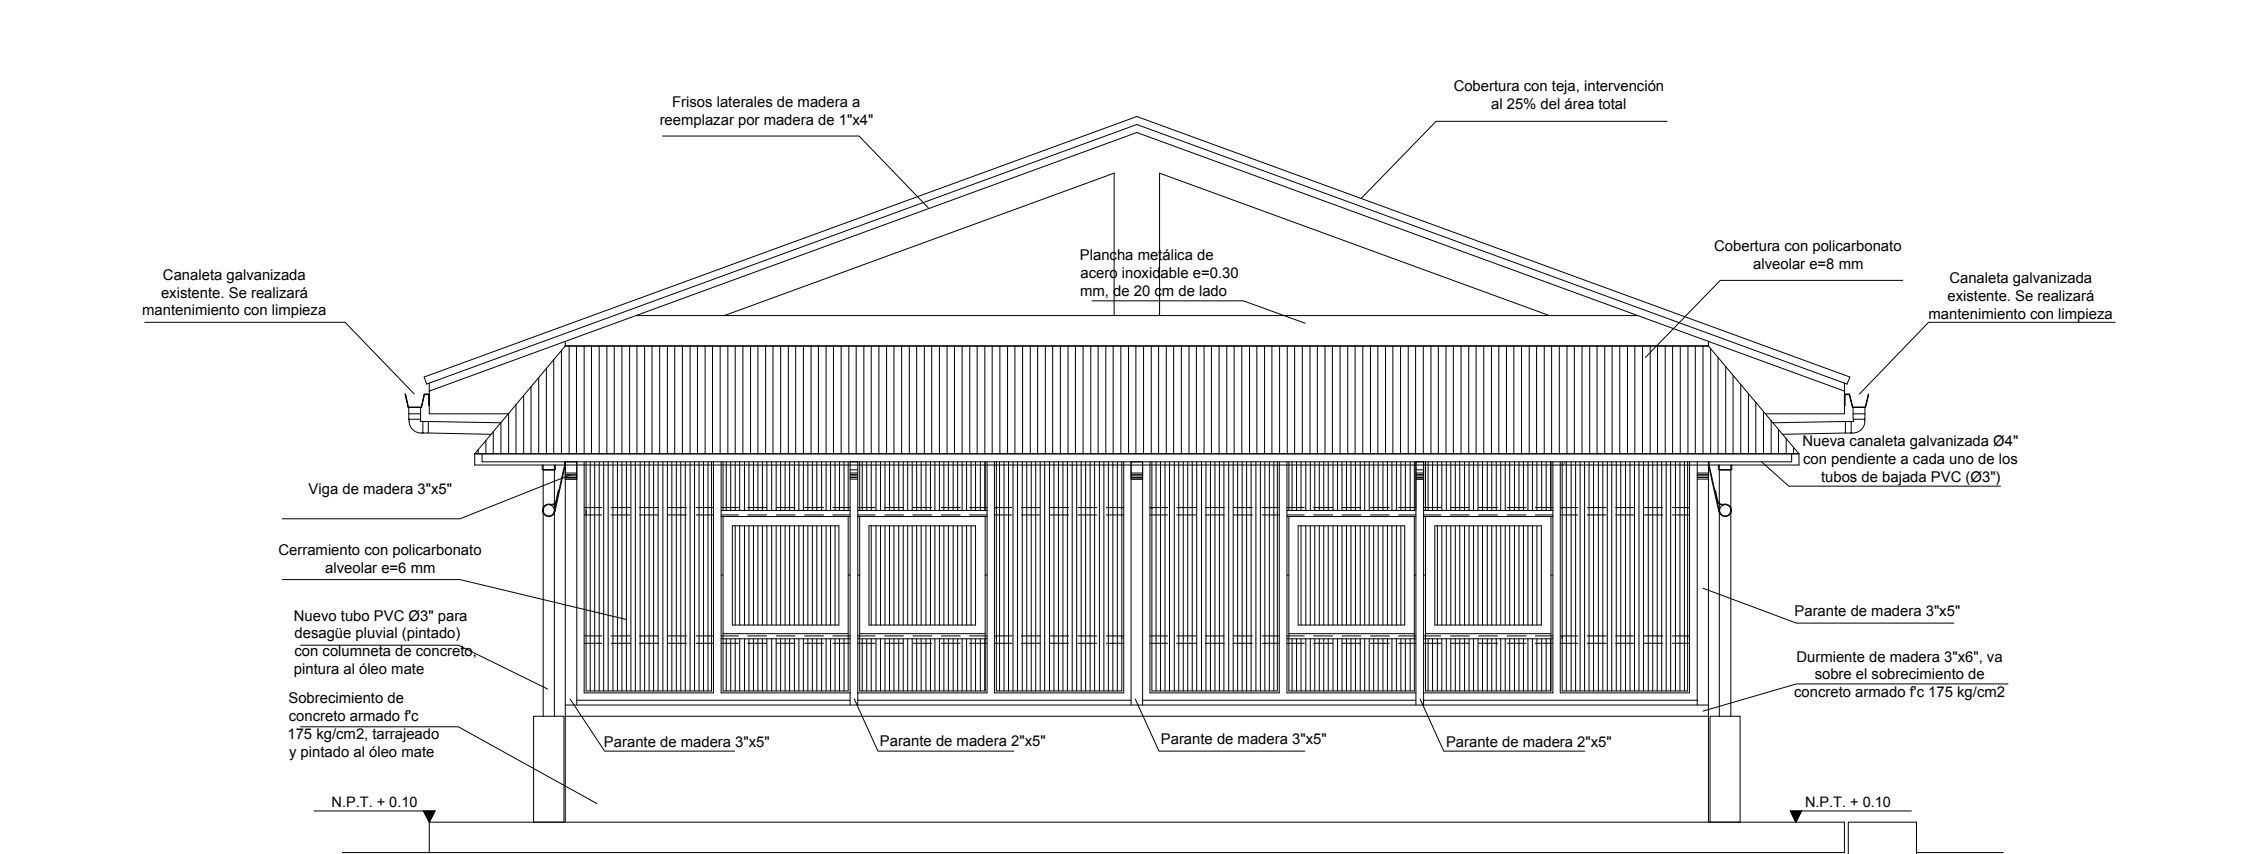 Frisos laterales de madera a
reemplazar por madera de 1"x4"
Cobertura con teja, intervención
al 25% del área total
Canaleta galvanizada
existente. Se realizará
mantenimiento con limpieza
Plancha metálica de
acero inoxidable e=0.30
mm, de 20 cm de lado
Cobertura con policarbonato
alveolar e=8 mm
Canaleta galvanizada
existente. Se realizará
mantenimiento con limpieza
Nueva canaleta galvanizada Ø4"
con pendiente a cada uno de los
tubos de bajada PVC (Ø3")
Viga de madera 3"x5"
Cerramiento con policarbonato
alveolar e=6 mm
Nuevo tubo PVC Ø3" para
desagüe pluvial (pintado)
con columneta de concreto,
pintura al óleo mate
Parante de madera 3"x5"
Durmiente de madera 3"x6", va
sobre el sobrecimiento de
concreto armado f'c 175 kg/cm2
Sobrecimiento de
concreto armado f'c
175 kg/cm2, tarrajeado
y pintado al óleo mate
Parante de madera 3"x5"
Parante de madera 2"x5"
Parante de madera 3"x5"
Parante de madera 2"x5"
N.P.T. + 0.10
N.P.T. + 0.10